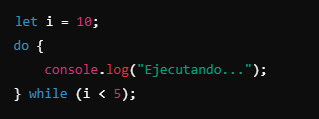 let i = 10;
do {
    console.log("Ejecutando...");
} while (i < 5);